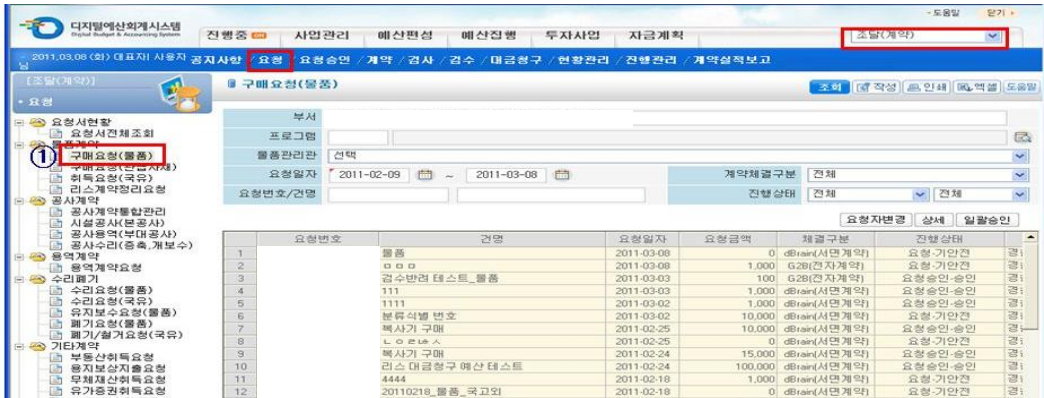 - 도움말 닫기
디지털예산회계시스템
Digital Budget & Accounting System
진행중 사업관리 예산편성 예산집행 투자사업 자금계획 조달(계약)
2011.03.08 (화) 대표자| 사용자님 공지사항 / 요청 / 요청승인 / 계약 / 검사 / 검수 / 대금청구 / 현황관리 / 진행관리 / 계약실적보고
[조달(계약)]
• 요청
구매요청(물품) 조회 작성 인쇄 엑셀 도움말
요청서현황
요청서전체조회
물품계약
① 구매요청(물품)
구매요청(관급자재)
취득요청(국유)
리스계약정리요청
공사계약
공사계약통합관리
시설공사(본공사)
공사용역(부대공사)
공사수리(증축,개보수)
용역계약
용역계약요청
수리폐기
수리요청(물품)
수리요청(국유)
유지보수요청(물품)
폐기요청(물품)
폐기/철거요청(국유)
기타계약
부동산취득요청
용지보상지출요청
무체재산취득요청
유가증권취득요청
부서
프로그램
물품관리관 선택
요청일자 2011-02-09 ~ 2011-03-08 계약체결구분 전체
요청번호/건명 진행상태 전체 전체
요청자변경 상세 일괄승인
요청번호 건명 요청일자 요청금액 체결구분 진행상태
1 물품 2011-03-08 0 dBrain(서면계약) 요청-기안전
2 ㅁㅁㅁ 2011-03-08 1,000 G2B(전자계약) 요청-기안전
3 검수반려 테스트_물품 2011-03-03 100 G2B(전자계약) 요청승인-승인
4 111 2011-03-03 1,000 dBrain(서면계약) 요청승인-승인
5 1111 2011-03-02 1,000 dBrain(서면계약) 요청승인-승인
6 분류식별 번호 2011-03-02 10,000 dBrain(서면계약) 요청-기안전
7 복사기 구매 2011-02-25 10,000 dBrain(서면계약) 요청승인-승인
8 2011-02-25 0 dBrain(서면계약) 요청-기안전
9 복사기 구매 2011-02-24 15,000 dBrain(서면계약) 요청승인-승인
10 리스 대금청구 예산 테스트 2011-02-24 100,000 dBrain(서면계약) 요청승인-승인
11 4444 2011-02-18 1,000 dBrain(서면계약) 요청-기안전
12 20110218_물품_국고외 2011-02-18 0 dBrain(서면계약) 요청-기안전